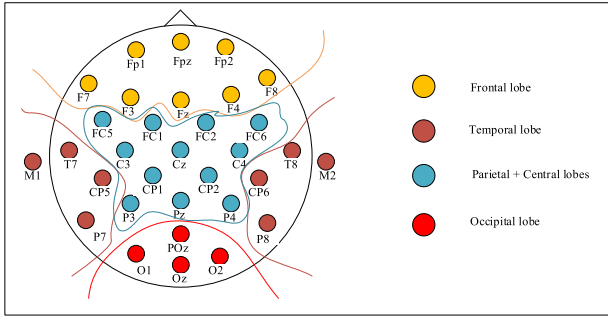 Fp1 Fpz Fp2
F7 F3 Fz F4 F8
FC5 FC1 FC2 FC6
M1 T7 C3 Cz C4 T8 M2
CP5 CP1 CP2 CP6
P7 P3 Pz P4 P8
POz
O1 Oz O2
Frontal lobe
Temporal lobe
Parietal + Central lobes
Occipital lobe